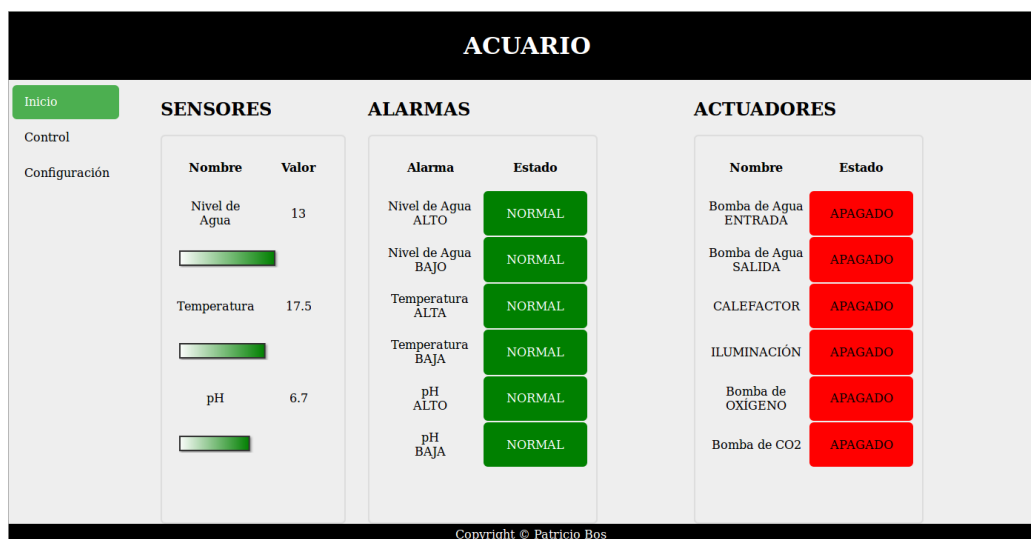 ACUARIO
Inicio
Control
Configuración
SENSORES
Nombre Valor
Nivel de
Agua
13
Temperatura 17.5
pH 6.7
ALARMAS
Alarma Estado
Nivel de Agua
ALTO
NORMAL
Nivel de Agua
BAJO
NORMAL
Temperatura
ALTA
NORMAL
Temperatura
BAJA
NORMAL
pH
ALTO
NORMAL
pH
BAJA
NORMAL
ACTUADORES
Nombre Estado
Bomba de Agua
ENTRADA
APAGADO
Bomba de Agua
SALIDA
APAGADO
CALEFACTOR APAGADO
ILUMINACIÓN APAGADO
Bomba de
OXÍGENO
APAGADO
Bomba de CO2 APAGADO
Copyright © Patricio Bos